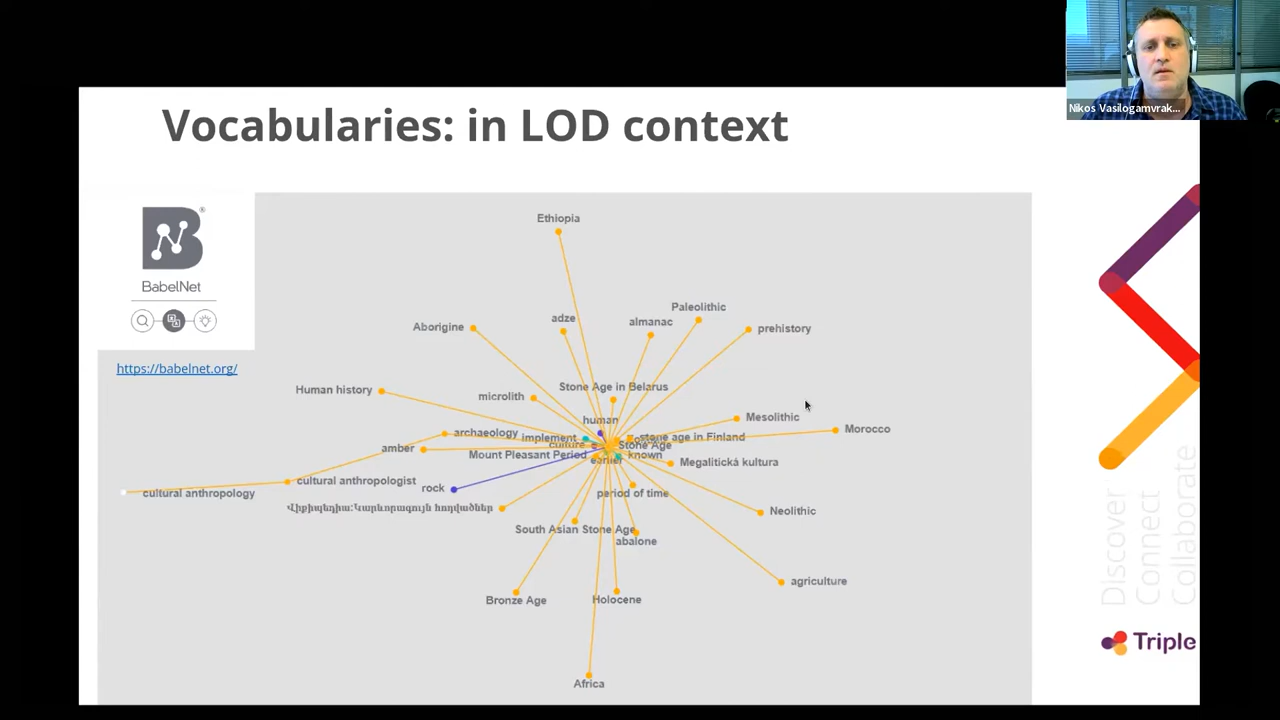 Nikos Vasilogamvrak...
Vocabularies: in LOD context
BabelNet
https://babelnet.org/
Ethiopia
Paleolithic
adze
almanac
Aborigine
prehistory
Stone Age in Belarus
Human history
microlith
human
Mesolithic
Morocco
archaeology
implement
stone age in Finland
culture
Stone Age
amber
Mount Pleasant Period
earlier
known
Megalitická kultura
cultural anthropologist
rock
cultural anthropology
period of time
Վիքիպեդիա:Կարևորագույն հոդվածներ
Neolithic
South Asian Stone Age
abalone
agriculture
Bronze Age
Holocene
Africa
Discover
Connect
Collaborate
Triple